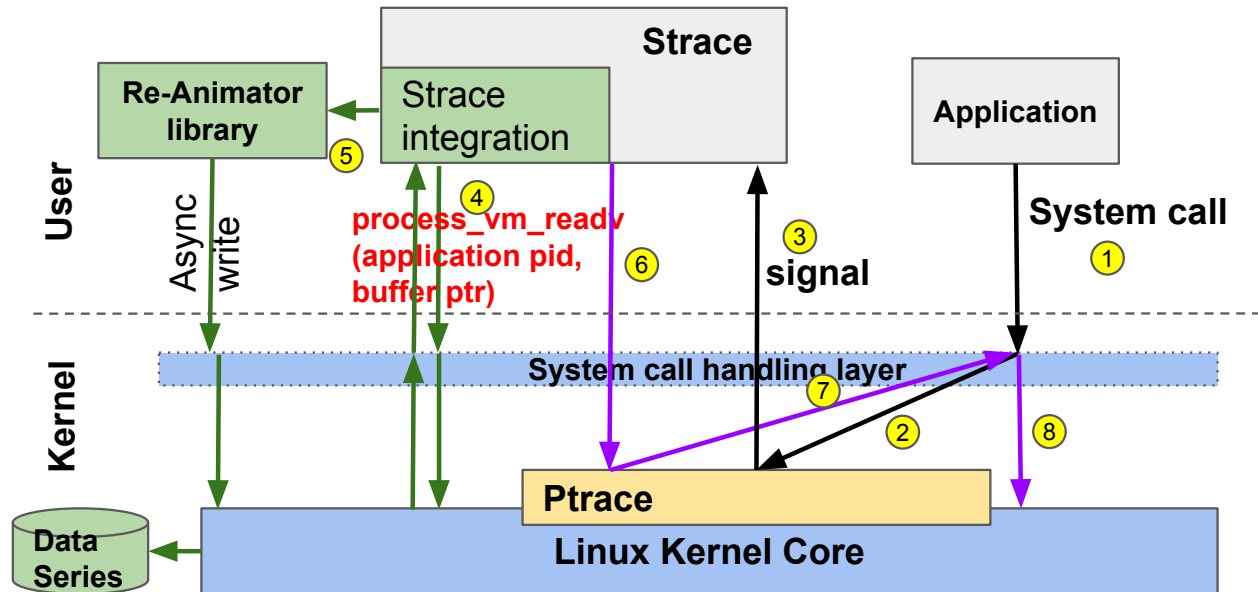 Strace
Re-Animator
library
Strace
integration
Application
5
4
User
Async
write
process_vm_readv
(application pid,
buffer ptr)
6
3
signal
System call
1
System call handling layer
7
2
8
Kernel
Ptrace
Data
Series
Linux Kernel Core